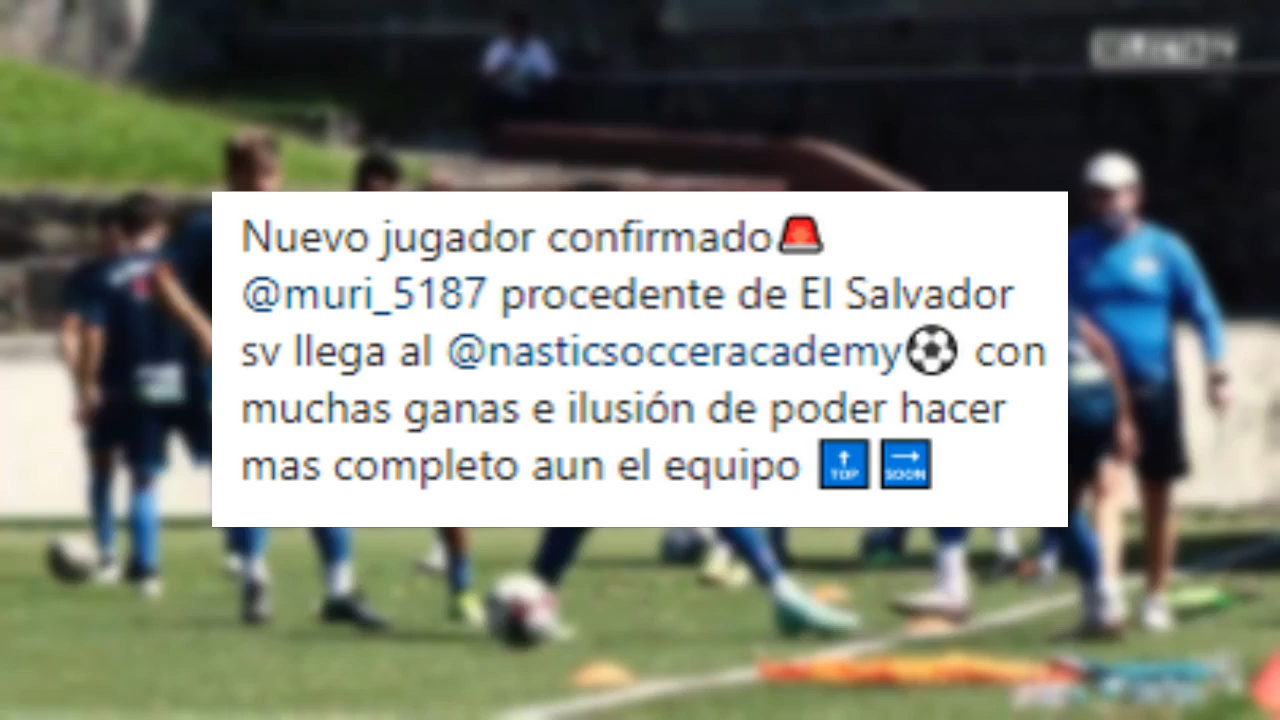 Nuevo jugador confirmado🚨
@muri_5187 procedente de El Salvador
sv llega al @nasticsocceracademy⚽ con
muchas ganas e ilusión de poder hacer
mas completo aun el equipo 🔝🔜